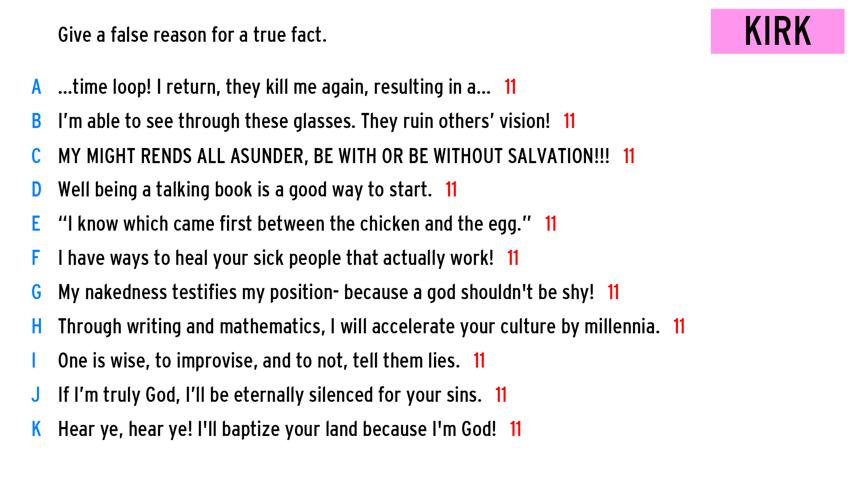 Give a false reason for a true fact.
KIRK
A ...time loop! I return, they kill me again, resulting in a... 11
B I'm able to see through these glasses. They ruin others' vision! 11
C MY MIGHT RENDS ALL ASUNDER, BE WITH OR BE WITHOUT SALVATION!!! 11
D Well being a talking book is a good way to start. 11
E “I know which came first between the chicken and the egg.” 11
F I have ways to heal your sick people that actually work! 11
G My nakedness testifies my position- because a god shouldn't be shy! 11
H Through writing and mathematics, I will accelerate your culture by millennia. 11
I One is wise, to improvise, and to not, tell them lies. 11
J If I'm truly God, I'll be eternally silenced for your sins. 11
K Hear ye, hear ye! I'll baptize your land because I'm God! 11